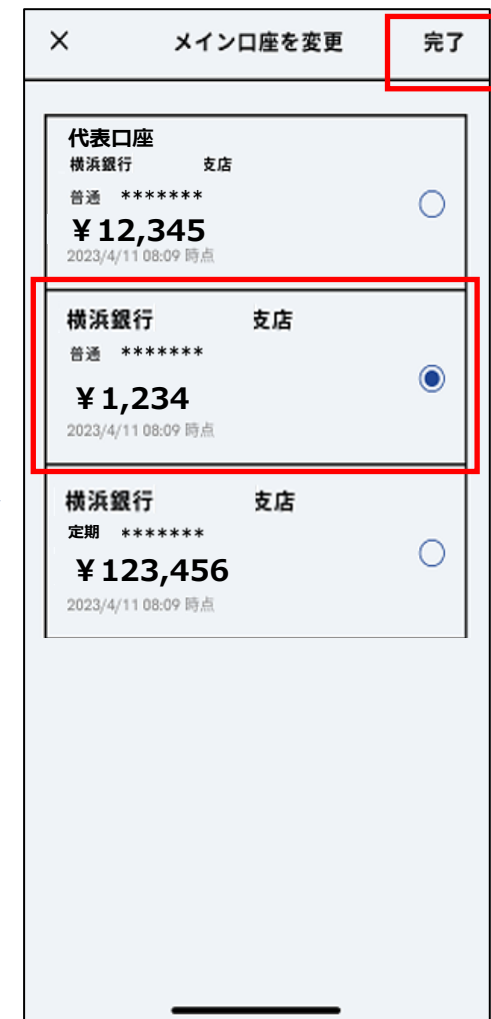 × メイン口座を変更 完了
代表口座
横浜銀行 支店
普通 *******
￥12,345
2023/4/11 08:09 時点
横浜銀行 支店
普通 *******
￥1,234
2023/4/11 08:09 時点
横浜銀行 支店
定期 *******
￥123,456
2023/4/11 08:09 時点